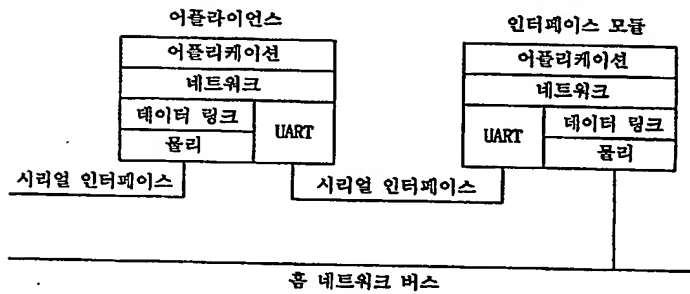 어플라이언스
인터페이스 모듈
어플리케이션
네트워크
데이터 링크
물리
UART
어플리케이션
네트워크
UART
데이터 링크
물리
시리얼 인터페이스
시리얼 인터페이스
홈 네트워크 버스